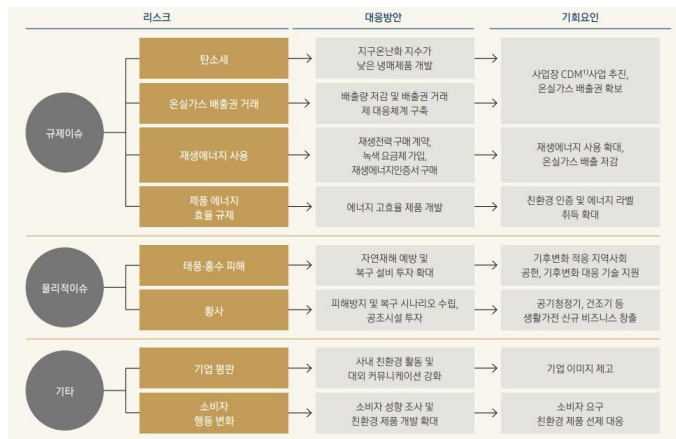 리스크
대응방안
기회요인
규제이슈
탄소세
지구온난화 지수가
낮은 냉매제품 개발
사업장 CDM1)사업 추진,
온실가스 배출권 확보
온실가스 배출권 거래
배출량 저감 및 배출권 거래
제 대응체계 구축
재생에너지 사용
재생전력 구매 계약,
녹색 요금제 가입,
재생에너지인증서 구매
재생에너지 사용 확대,
온실가스 배출 저감
제품 에너지
효율 규제
에너지 고효율 제품 개발
친환경 인증 및 에너지 라벨
취득 확대
물리적이슈
태풍·홍수 피해
자연재해 예방 및
복구 설비 투자 확대
기후변화 적응 지역사회
공헌, 기후변화 대응 기술 지원
황사
피해방지 및 복구 시나리오 수립,
공조시설 투자
공기청정기, 건조기 등
생활가전 신규 비즈니스 창출
기타
기업 평판
사내 친환경 활동 및
대외 커뮤니케이션 강화
기업 이미지 제고
소비자
행동 변화
소비자 성향 조사 및
친환경 제품 개발 확대
소비자 요구
친환경 제품 선제 대응